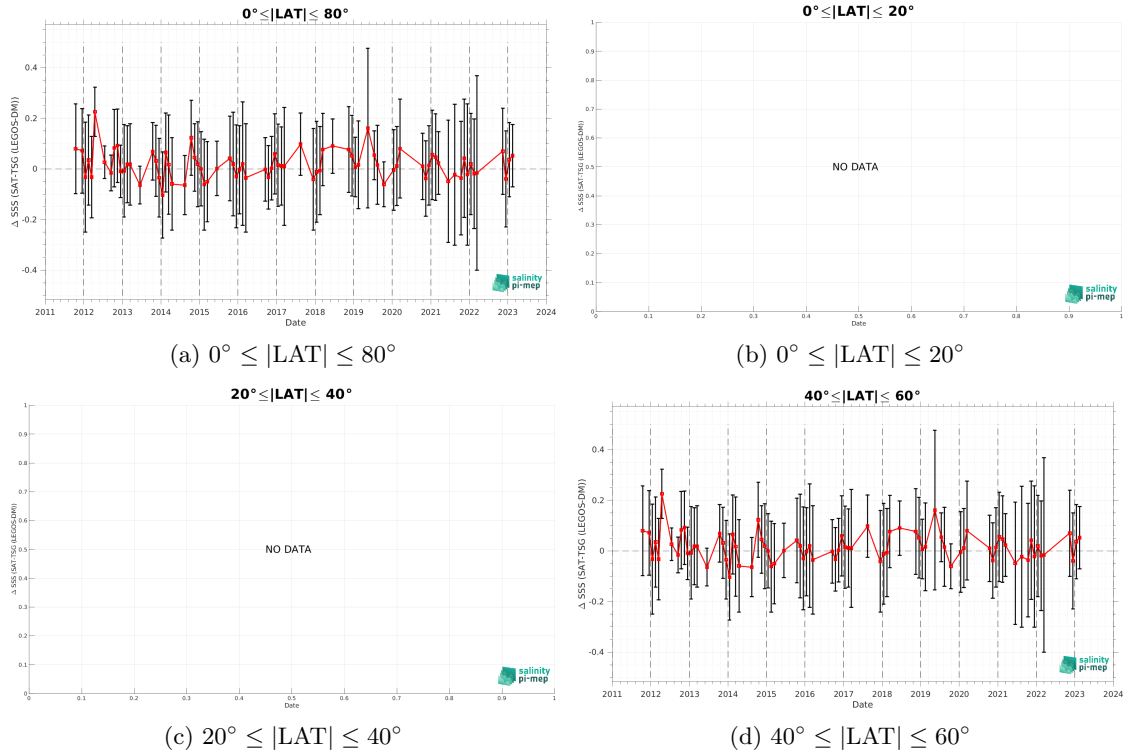 0°≤|LAT|≤ 80°
Δ SSS (SAT-TSG (LEGOS-DM))
0.4
0.2
0
-0.2
-0.4
2011 2012 2013 2014 2015 2016 2017 2018 2019 2020 2021 2022 2023 2024
Date
salinity
pi-mep
(a) 0° ≤ |LAT| ≤ 80°
0°≤|LAT|≤ 20°
Δ SSS (SAT-TSG (LEGOS-DM))
1
0.9
0.8
0.7
0.6
0.5
0.4
0.3
0.2
0.1
0
NO DATA
0 0.1 0.2 0.3 0.4 0.5 0.6 0.7 0.8 0.9 1
Date
salinity
pi-mep
(b) 0° ≤ |LAT| ≤ 20°
20°≤|LAT|≤ 40°
Δ SSS (SAT-TSG (LEGOS-DM))
1
0.9
0.8
0.7
0.6
0.5
0.4
0.3
0.2
0.1
0
NO DATA
0 0.1 0.2 0.3 0.4 0.5 0.6 0.7 0.8 0.9 1
Date
salinity
pi-mep
(c) 20° ≤ |LAT| ≤ 40°
40°≤|LAT|≤ 60°
Δ SSS (SAT-TSG (LEGOS-DM))
0.4
0.2
0
-0.2
-0.4
2011 2012 2013 2014 2015 2016 2017 2018 2019 2020 2021 2022 2023 2024
Date
salinity
pi-mep
(d) 40° ≤ |LAT| ≤ 60°